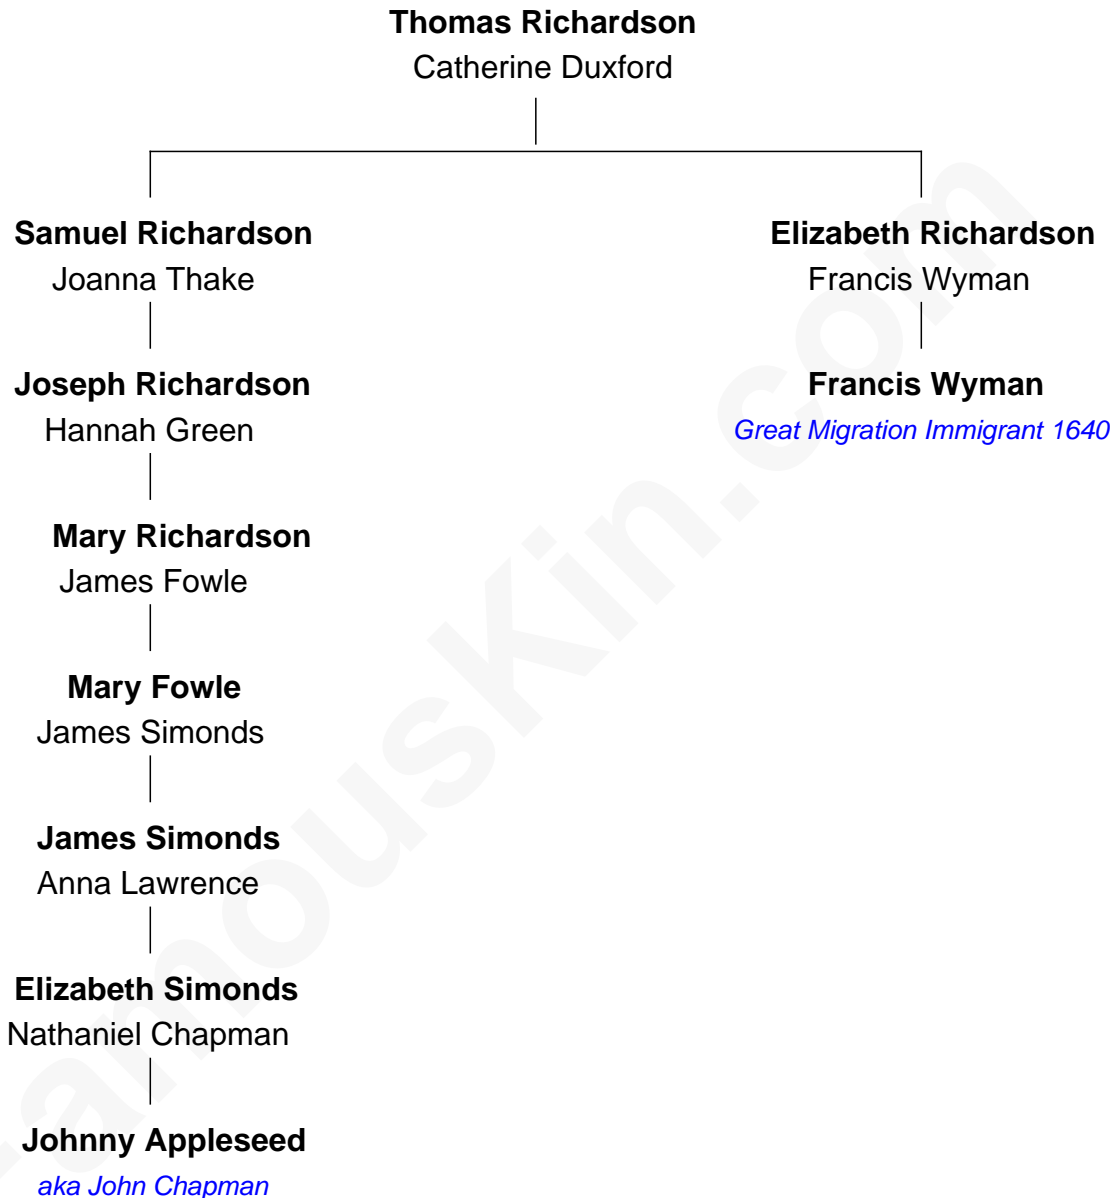 Thomas Richardson
Catherine Duxford
Samuel Richardson
Joanna Thake
Elizabeth Richardson
Francis Wyman
Joseph Richardson
Hannah Green
Francis Wyman
Great Migration Immigrant 1640
Mary Richardson
James Fowle
Mary Fowle
James Simonds
James Simonds
Anna Lawrence
Elizabeth Simonds
Nathaniel Chapman
Johnny Appleseed
aka John Chapman
FamousKin.com